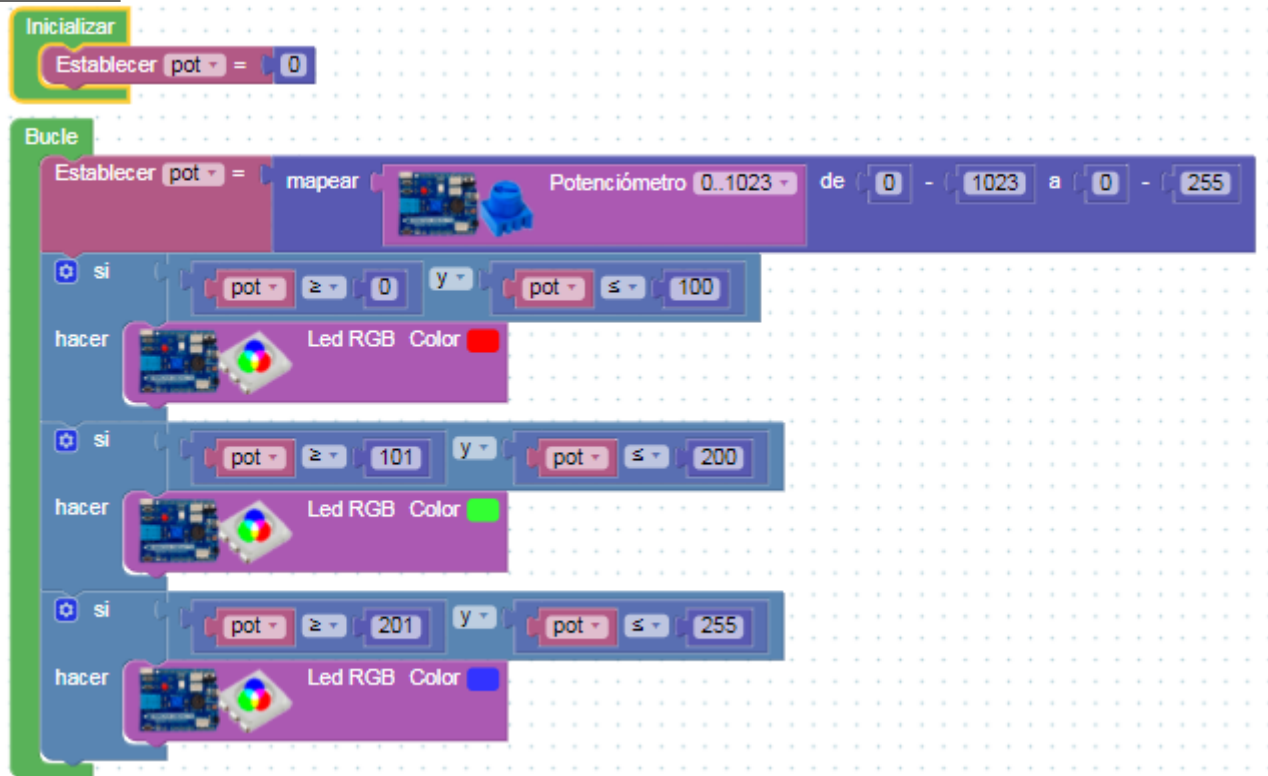 Inicializar
Establecer pot = 0
Bucle
Establecer pot = mapear Potenciómetro 0..1023 de 0 - 1023 a 0 - 255
si pot ≥ 0 y pot ≤ 100
hacer Led RGB Color
si pot ≥ 101 y pot ≤ 200
hacer Led RGB Color
si pot ≥ 201 y pot ≤ 255
hacer Led RGB Color